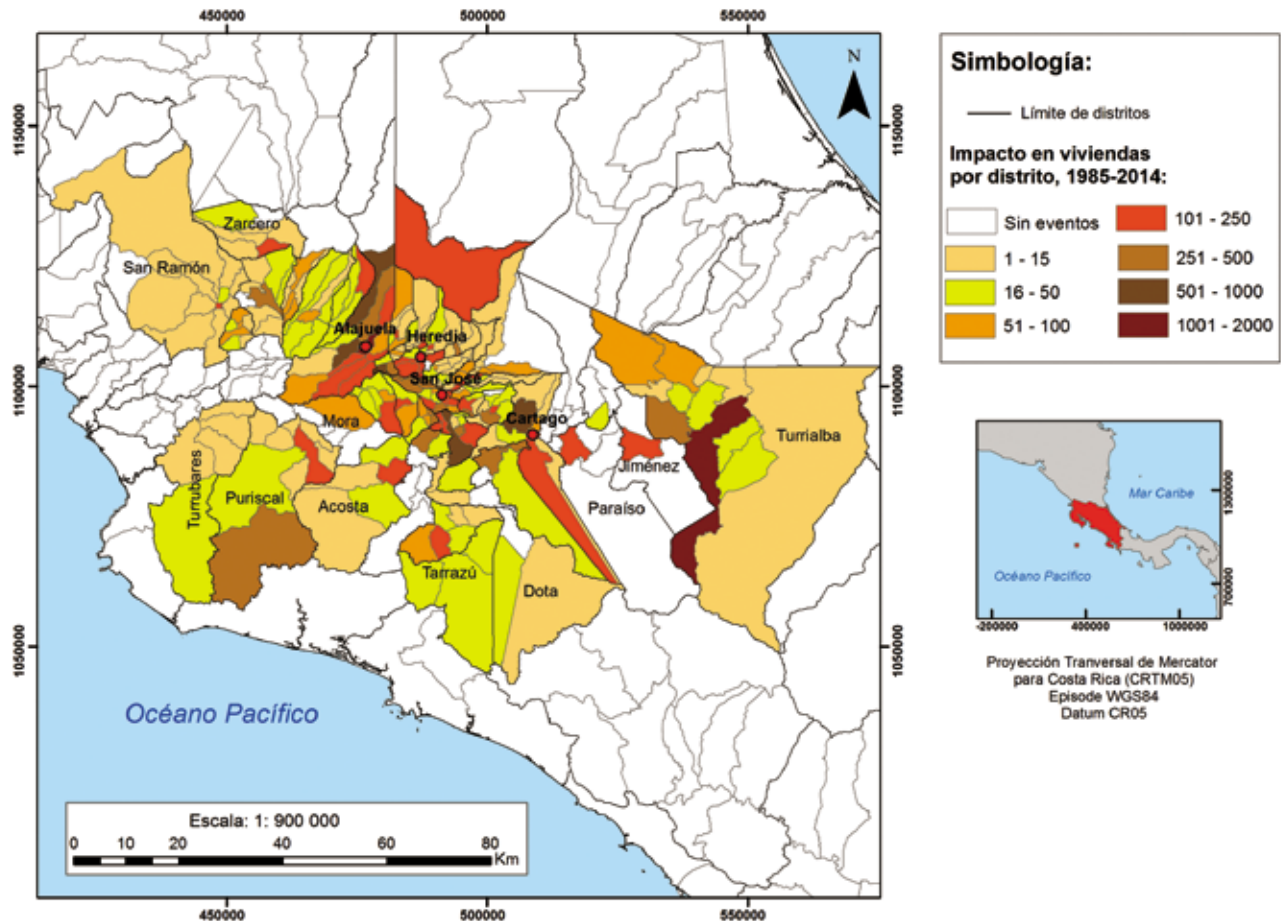 450000
500000
550000
1150000
1100000
1050000
N
Zarcero
San Ramón
Alajuela
Heredia
San José
Mora
Cartago
Turrialba
Jiménez
Turrubares
Puriscal
Acosta
Paraíso
Tarrazú
Dota
Océano Pacífico
Escala: 1: 900 000
0 10 20 40 60 80
Km
1150000
1100000
1050000
450000
500000
550000
Simbología:
Límite de distritos
Impacto en viviendas
por distrito, 1985-2014:
Sin eventos
1 - 15
16 - 50
51 - 100
101 - 250
251 - 500
501 - 1000
1001 - 2000
Mar Caribe
Océano Pacífico
1300000
700000
-200000
400000
1000000
Proyección Tranversal de Mercator
para Costa Rica (CRTM05)
Episode WGS84
Datum CR05